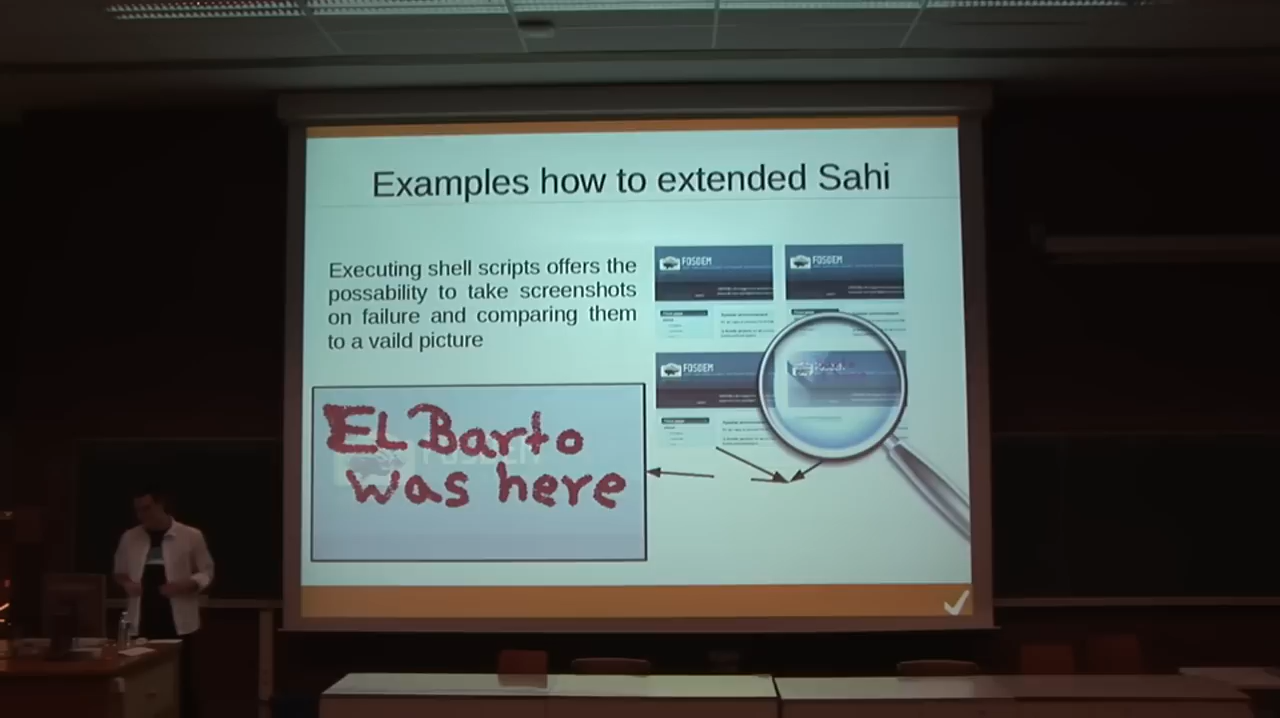 Examples how to extended Sahi
Executing shell scripts offers the
possability to take screenshots
on failure and comparing them
to a vaild picture
FOSDEM
FOSDEM
FOSDEM
EL Barto
was here
FOSDEM